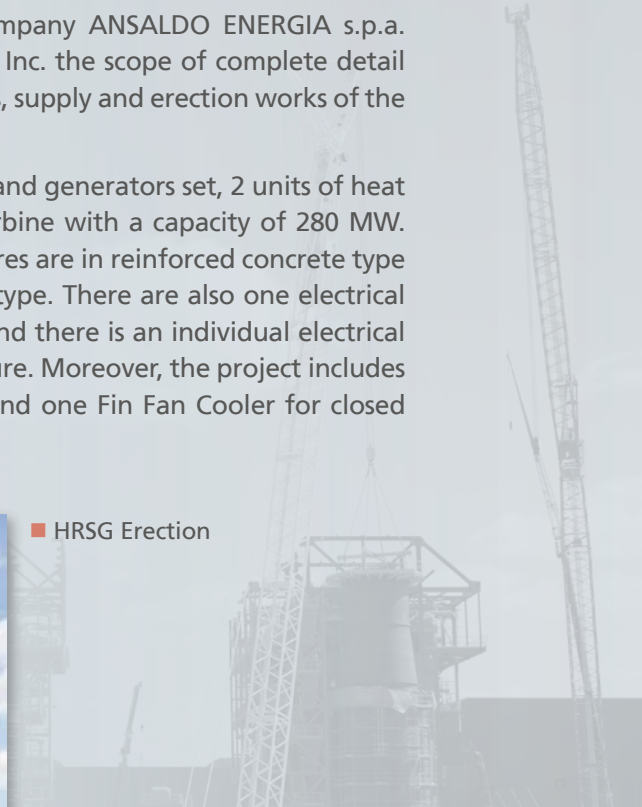 mpany ANSALDO ENERGIA s.p.a.
Inc. the scope of complete detail
, supply and erection works of the
and generators set, 2 units of heat
rbine with a capacity of 280 MW.
res are in reinforced concrete type
type. There are also one electrical
nd there is an individual electrical
ure. Moreover, the project includes
nd one Fin Fan Cooler for closed
HRSG Erection